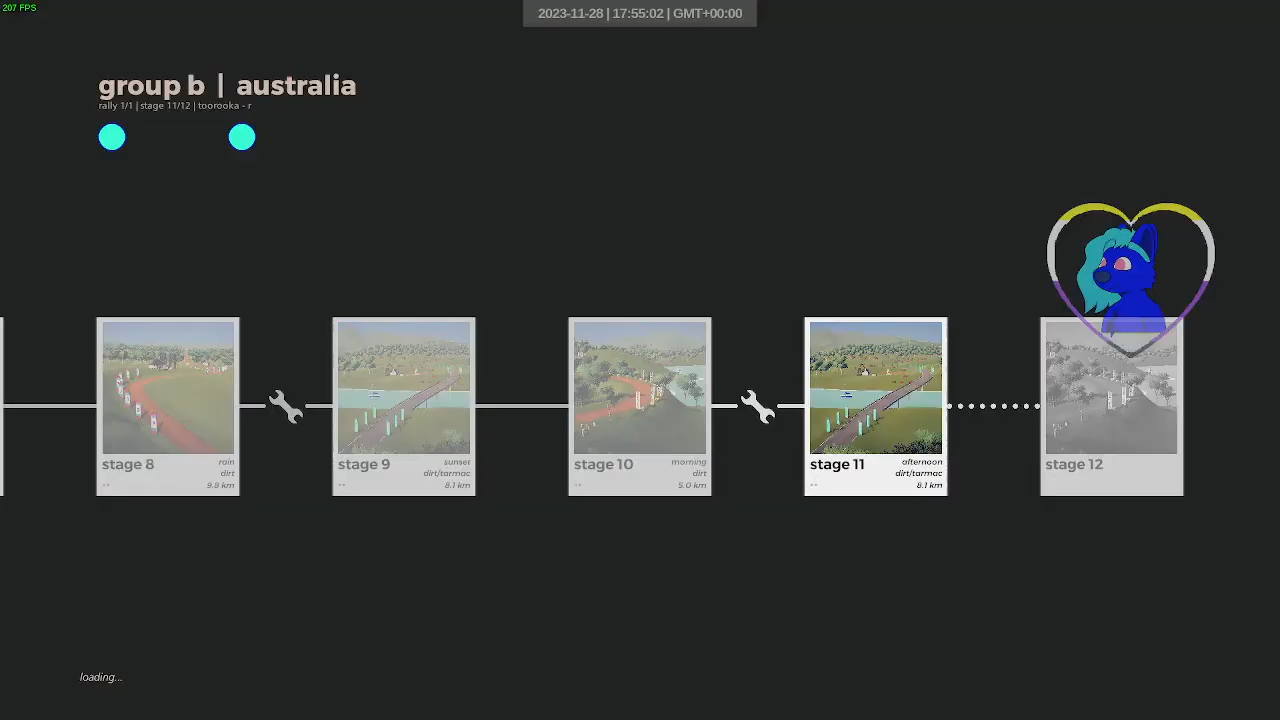 207 FPS
2023-11-28 | 17:55:02 | GMT+00:00
group b | australia
rally 1/1 | stage 11/12 | toorooka - r
stage 8
rain
dirt
--
9.8 km
stage 9
sunset
dirt/tarmac
--
8.1 km
stage 10
morning
dirt
--
5.0 km
stage 11
afternoon
dirt/tarmac
--
8.1 km
stage 12
loading...